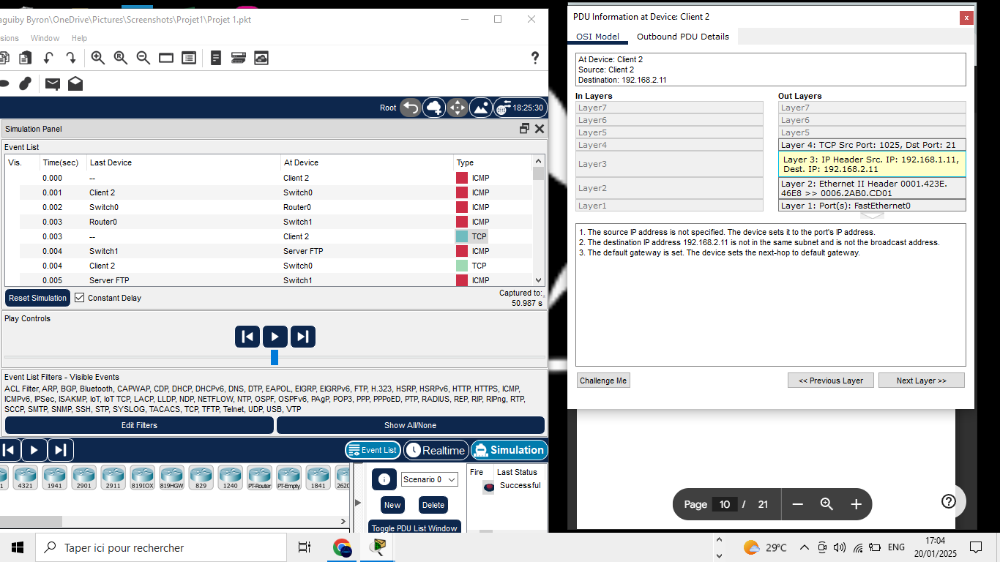 aguiby Byron\OneDrive\Pictures\Screenshots\Projet1\Projet 1.pkt
sions Window Help
?
Root 18:25:30
Simulation Panel
Event List
Vis. Time(sec) Last Device At Device Type
0.000 -- Client 2 ICMP
0.001 Client 2 Switch0 ICMP
0.002 Switch0 Router0 ICMP
0.003 Router0 Switch1 ICMP
0.003 -- Client 2 TCP
0.004 Switch1 Server FTP ICMP
0.004 Client 2 Switch0 TCP
0.005 Server FTP Switch1 ICMP
Reset Simulation Constant Delay Captured to:
50.987 s
Play Controls
Event List Filters - Visible Events
ACL Filter, ARP, BGP, Bluetooth, CAPWAP, CDP, DHCP, DHCPv6, DNS, DTP, EAPOL, EIGRP, EIGRPv6, FTP, H.323, HSRP, HSRPv6, HTTP, HTTPS, ICMP,
ICMPv6, IPSec, ISAKMP, IoT, IoT TCP, LACP, LLDP, NDP, NETFLOW, NTP, OSPF, OSPFv6, PAgP, POP3, PPP, PPPoED, PTP, RADIUS, REP, RIP, RIPng, RTP,
SCCP, SMTP, SNMP, SSH, STP, SYSLOG, TACACS, TCP, TFTP, Telnet, UDP, USB, VTP
Edit Filters Show All/None
Event List Realtime Simulation
1 4321 1941 2901 2911 819IOX 819HGW 829 1240 PT-Router PT-Empty 1841 2620
Scenario 0
New Delete
Toggle PDU List Window
Fire Last Status
Successful
PDU Information at Device: Client 2
x
OSI Model Outbound PDU Details
At Device: Client 2
Source: Client 2
Destination: 192.168.2.11
In Layers
Layer7
Layer6
Layer5
Layer4
Layer3
Layer2
Layer1
Out Layers
Layer7
Layer6
Layer5
Layer 4: TCP Src Port: 1025, Dst Port: 21
Layer 3: IP Header Src. IP: 192.168.1.11,
Dest. IP: 192.168.2.11
Layer 2: Ethernet II Header 0001.423E.
46E8 >> 0006.2AB0.CD01
Layer 1: Port(s): FastEthernet0
1. The source IP address is not specified. The device sets it to the port's IP address.
2. The destination IP address 192.168.2.11 is not in the same subnet and is not the broadcast address.
3. The default gateway is set. The device sets the next-hop to default gateway.
Challenge Me << Previous Layer Next Layer >>
Page 10 / 21
?
Taper ici pour rechercher
29°C ENG 17:04
20/01/2025